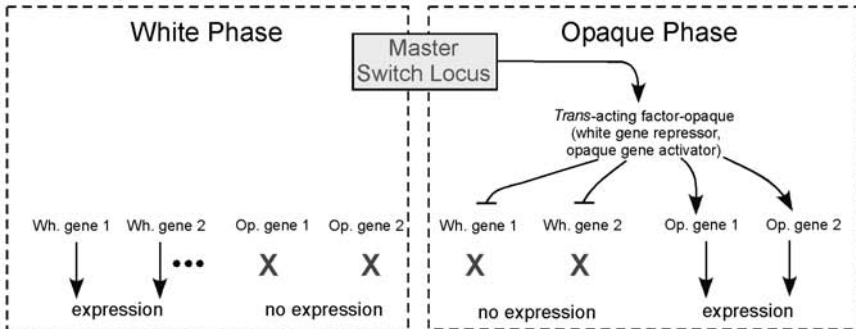 White Phase
Master
Switch Locus
Opaque Phase
Trans-acting factor-opaque
(white gene repressor,
opaque gene activator)
Wh. gene 1 Wh. gene 2 Op. gene 1 Op. gene 2
Wh. gene 1 Wh. gene 2 Op. gene 1 Op. gene 2
X X
X X
expression no expression
no expression expression